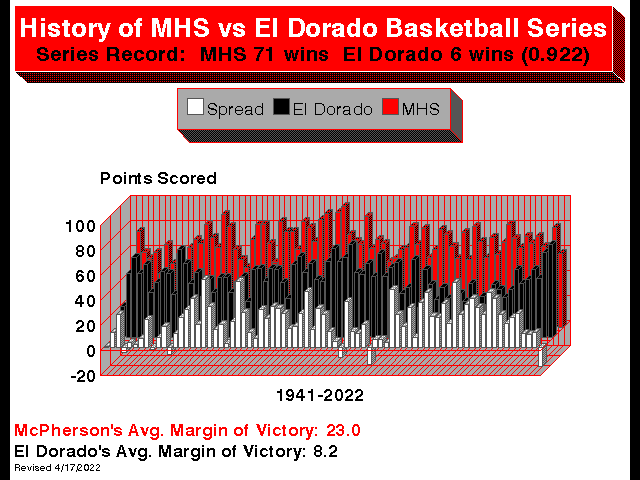 History of MHS vs El Dorado Basketball Series
Series Record: MHS 71 wins El Dorado 6 wins (0.922)
Spread El Dorado MHS
Points Scored
100
80
60
40
20
0
-20
1941-2022
McPherson's Avg. Margin of Victory: 23.0
El Dorado's Avg. Margin of Victory: 8.2
Revised 4/17/2022